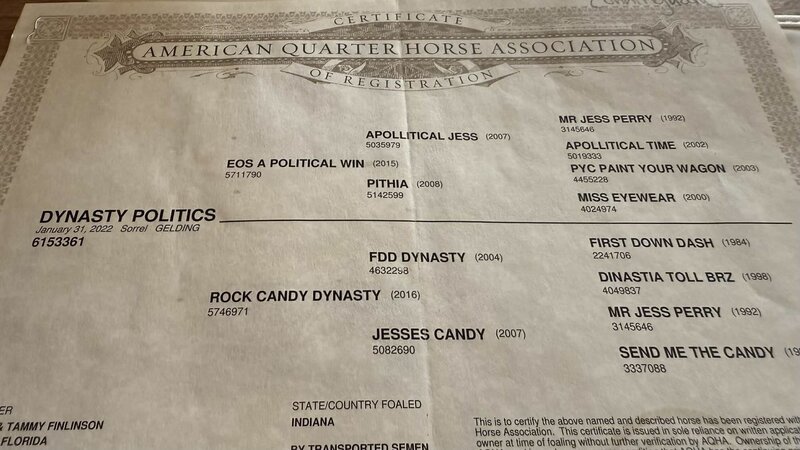 CERTIFICATE
AMERICAN QUARTER HORSE ASSOCIATION
OF REGISTRATION
MR JESS PERRY (1992)
3145646
APOLLITICAL JESS (2007)
5035979
APOLLITICAL TIME (2002)
5019333
EOS A POLITICAL WIN (2015)
5711790
PYC PAINT YOUR WAGON (2003)
4455228
PITHIA (2008)
5142599
MISS EYEWEAR (2000)
4024974
DYNASTY POLITICS
January 31, 2022 Sorrel GELDING
6153361
FIRST DOWN DASH (1984)
2241706
FDD DYNASTY (2004)
4632298
DINASTIA TOLL BRZ (1998)
4049837
ROCK CANDY DYNASTY (2016)
5746971
MR JESS PERRY (1992)
3145646
JESSES CANDY (2007)
5082690
SEND ME THE CANDY
3337088
ER
& TAMMY FINLINSON
FLORIDA
STATE/COUNTRY FOALED
INDIANA
BY TRANSPORTED SEMEN
This is to certify the above named and described horse has been registered with
Horse Association. This certificate is issued in sole reliance on written applica
owner at time of foaling without further verification by AQHA. Ownership of the